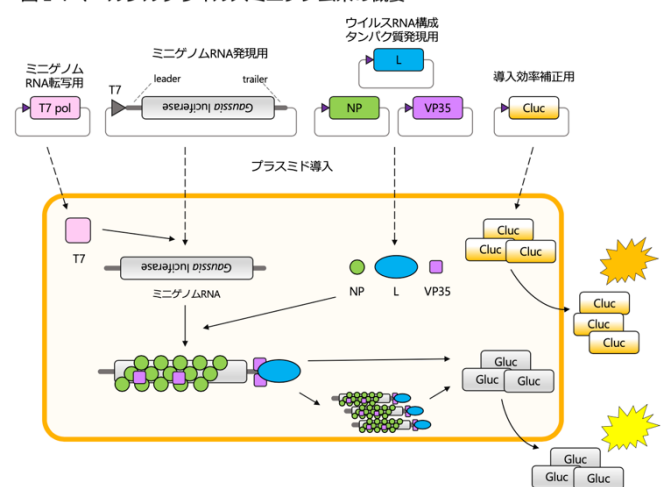 ウイルスRNA構成
タンパク質発現用
ミニゲノム
RNA転写用
ミニゲノムRNA発現用
導入効率補正用
leader
trailer
T7
L
T7 pol
Gaussia luciferase
NP
VP35
Cluc
プラスミド導入
T7
Gaussia luciferase
ミニゲノムRNA
NP
L
VP35
Cluc
Cluc
Cluc
Cluc
Cluc
Cluc
Gluc
Gluc
Gluc
Gluc
Gluc
Gluc